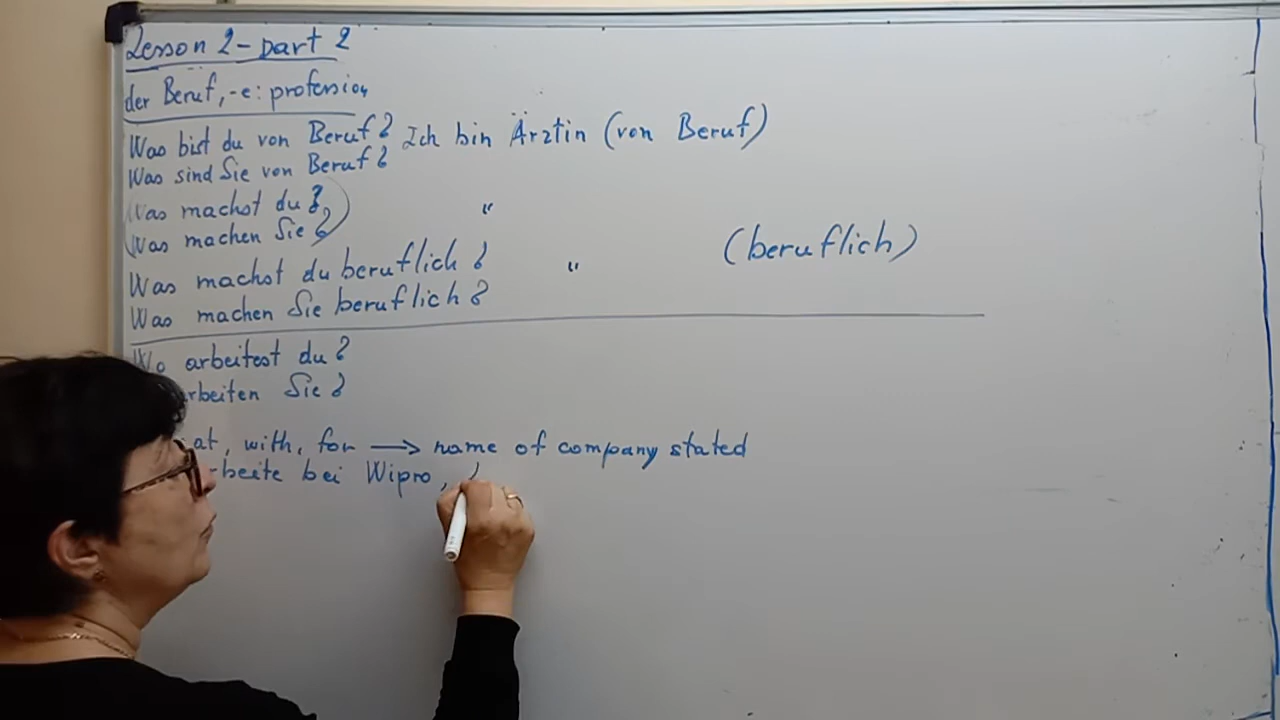 Lesson 2 - part 2
der Beruf, -e: profession
Was bist du von Beruf? Ich bin Ärztin (von Beruf)
Was sind Sie von Beruf?
(Was machst du?) "
(Was machen Sie?)
(beruflich)
Was machst du beruflich? "
Was machen Sie beruflich?
Wo arbeitest du?
arbeiten Sie?
at, with, for → name of company stated
beite bei Wipro,